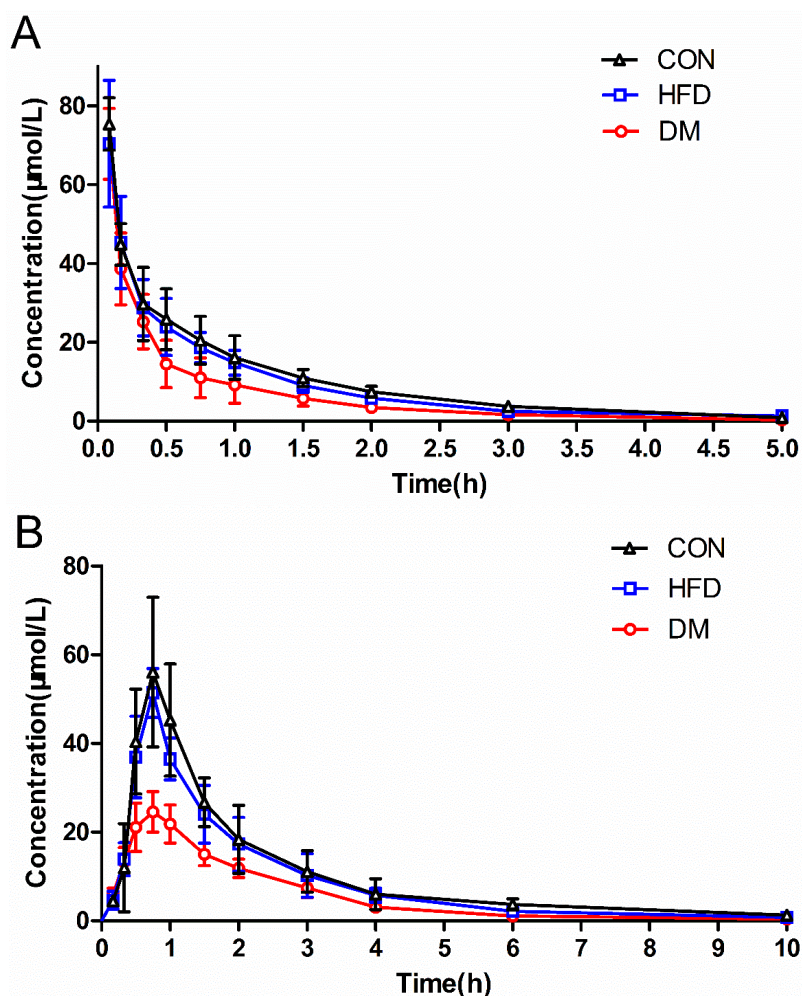 A
CON
HFD
DM
Concentration(µmol/L)
80
60
40
20
0
0.0 0.5 1.0 1.5 2.0 2.5 3.0 3.5 4.0 4.5 5.0
Time(h)
B
CON
HFD
DM
Concentration(µmol/L)
80
60
40
20
0
0 1 2 3 4 5 6 7 8 9 10
Time(h)